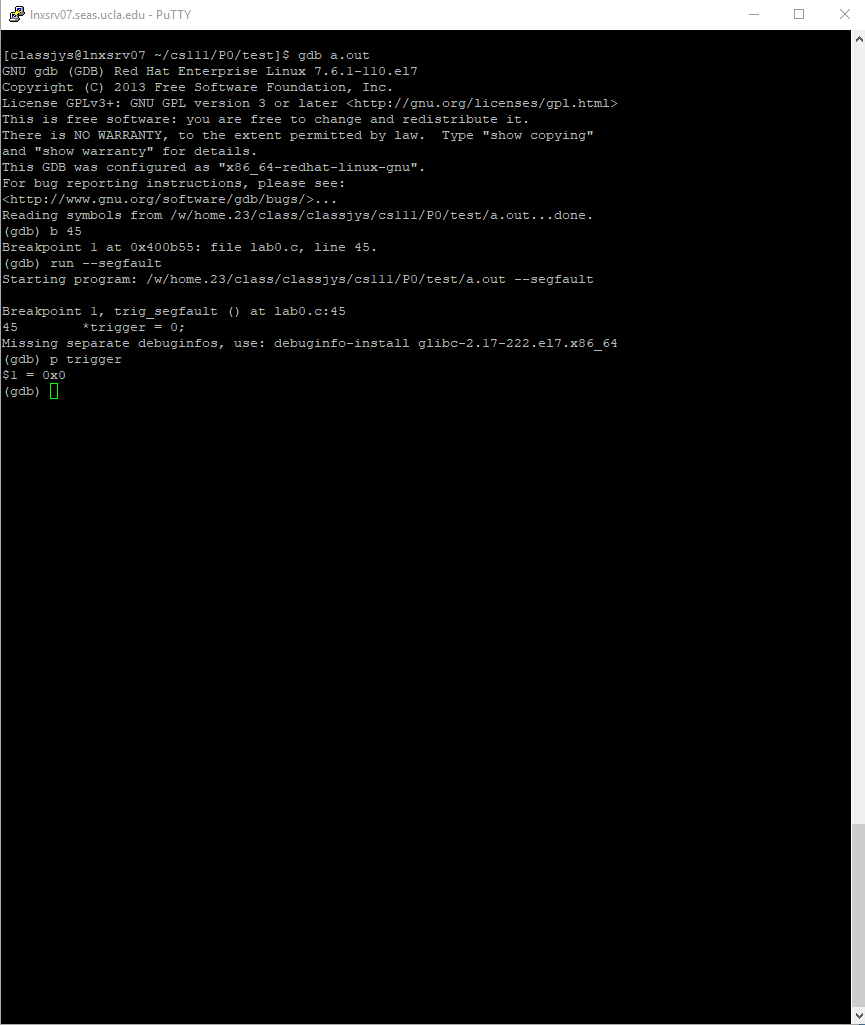 lnxsrv07.seas.ucla.edu - PuTTY
[classjys@lnxsrv07 ~/cs111/P0/test]$ gdb a.out
GNU gdb (GDB) Red Hat Enterprise Linux 7.6.1-110.el7
Copyright (C) 2013 Free Software Foundation, Inc.
License GPLv3+: GNU GPL version 3 or later <http://gnu.org/licenses/gpl.html>
This is free software: you are free to change and redistribute it.
There is NO WARRANTY, to the extent permitted by law.  Type "show copying"
and "show warranty" for details.
This GDB was configured as "x86_64-redhat-linux-gnu".
For bug reporting instructions, please see:
<http://www.gnu.org/software/gdb/bugs/>...
Reading symbols from /w/home.23/class/classjys/cs111/P0/test/a.out...done.
(gdb) b 45
Breakpoint 1 at 0x400b55: file lab0.c, line 45.
(gdb) run --segfault
Starting program: /w/home.23/class/classjys/cs111/P0/test/a.out --segfault
Breakpoint 1, trig_segfault () at lab0.c:45
45        *trigger = 0;
Missing separate debuginfos, use: debuginfo-install glibc-2.17-222.el7.x86_64
(gdb) p trigger
$1 = 0x0
(gdb)